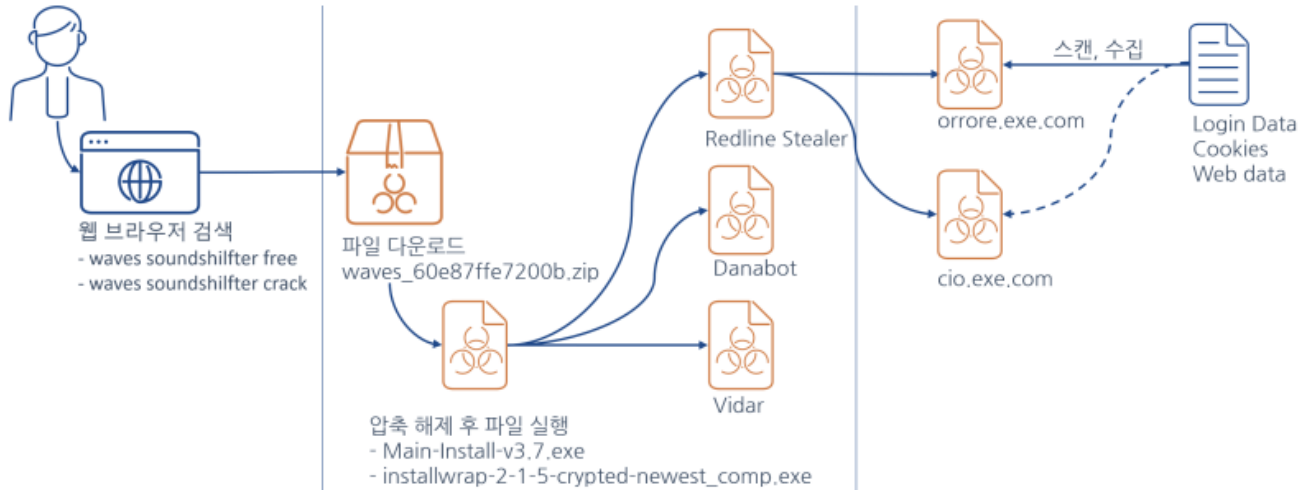 웹 브라우저 검색
- waves soundshilfter free
- waves soundshilfter crack
파일 다운로드
waves_60e87ffe7200b.zip
압축 해제 후 파일 실행
- Main-Install-v3.7.exe
- installwrap-2-1-5-crypted-newest_comp.exe
Redline Stealer
Danabot
Vidar
orrore.exe.com
cio.exe.com
스캔, 수집
Login Data
Cookies
Web data